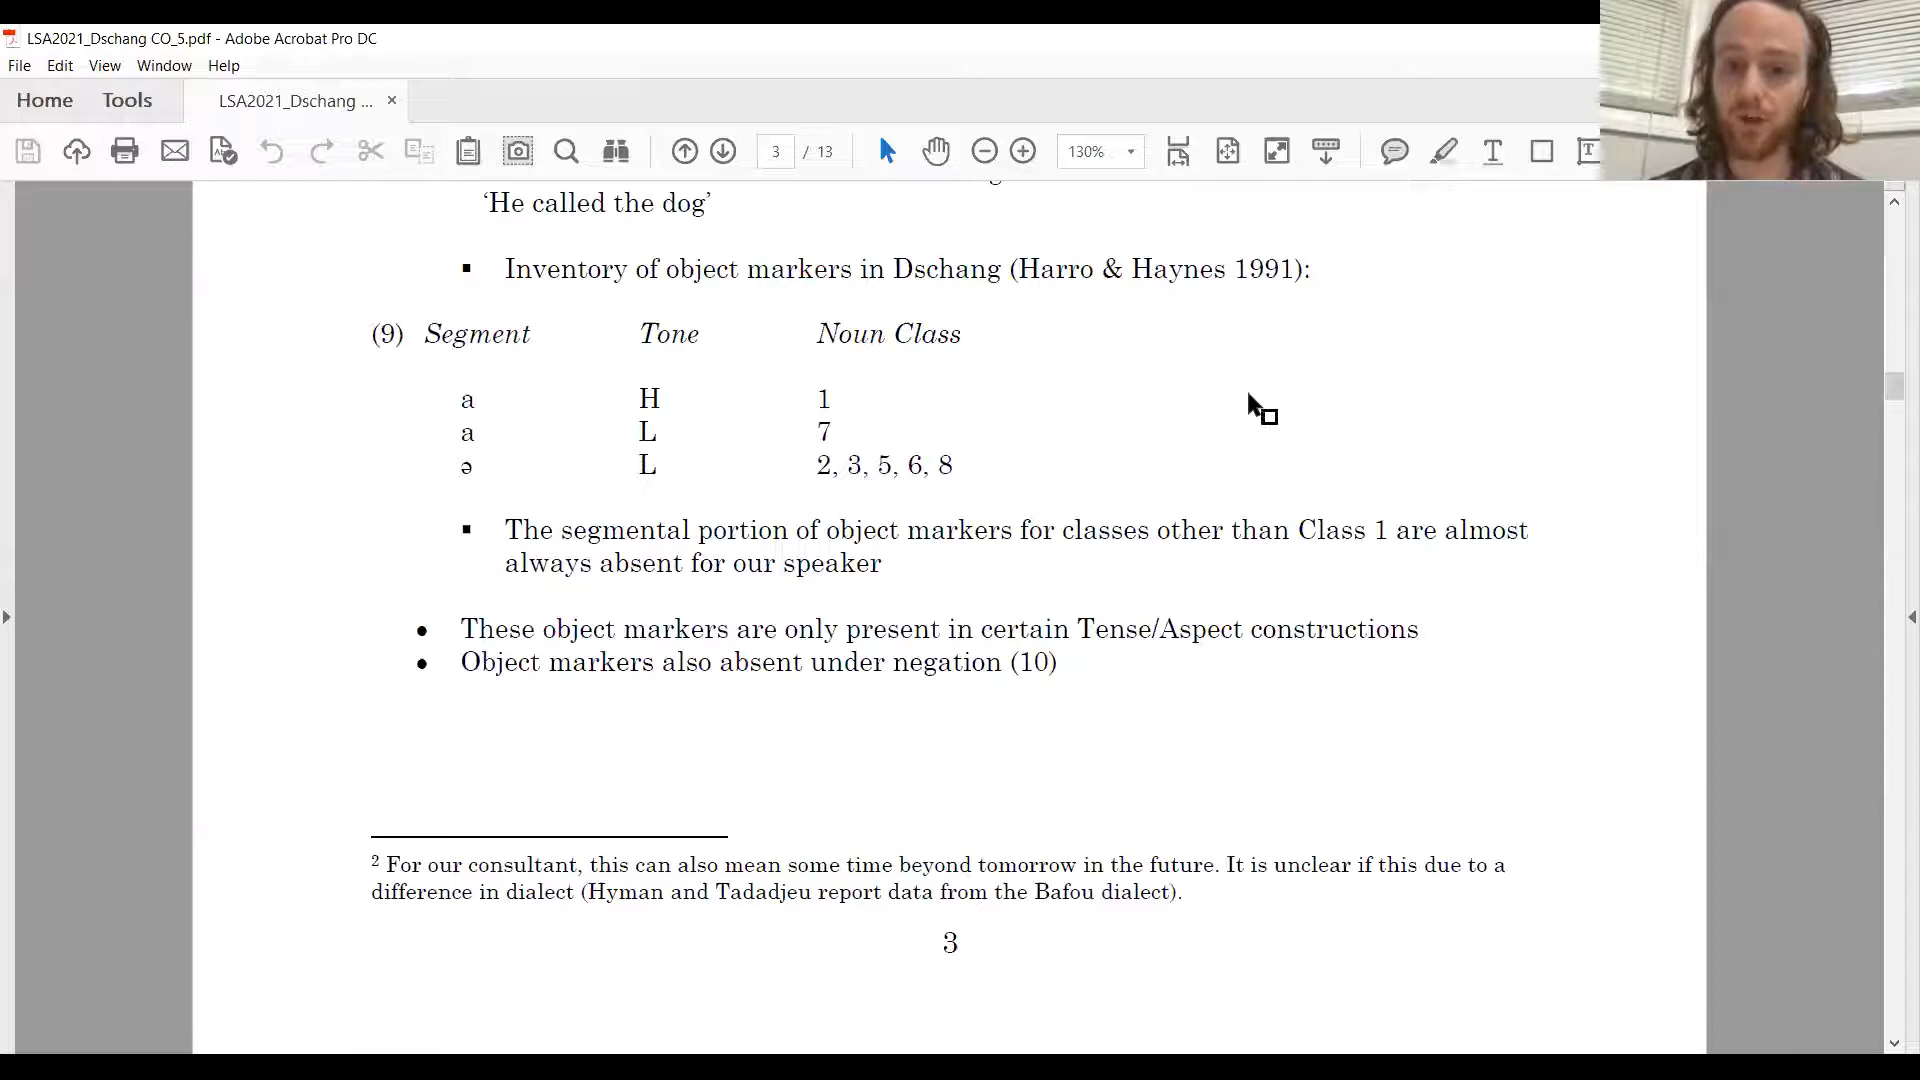 LSA2021_Dschang CO_5.pdf - Adobe Acrobat Pro DC
File Edit View Window Help
Home Tools LSA2021_Dschang ... ×
3 / 13 130%
‘He called the dog’
▪ Inventory of object markers in Dschang (Harro & Haynes 1991):
(9) Segment Tone Noun Class
a H 1
a L 7
ə L 2, 3, 5, 6, 8
▪ The segmental portion of object markers for classes other than Class 1 are almost
always absent for our speaker
• These object markers are only present in certain Tense/Aspect constructions
• Object markers also absent under negation (10)
2 For our consultant, this can also mean some time beyond tomorrow in the future. It is unclear if this due to a
difference in dialect (Hyman and Tadadjeu report data from the Bafou dialect).
3